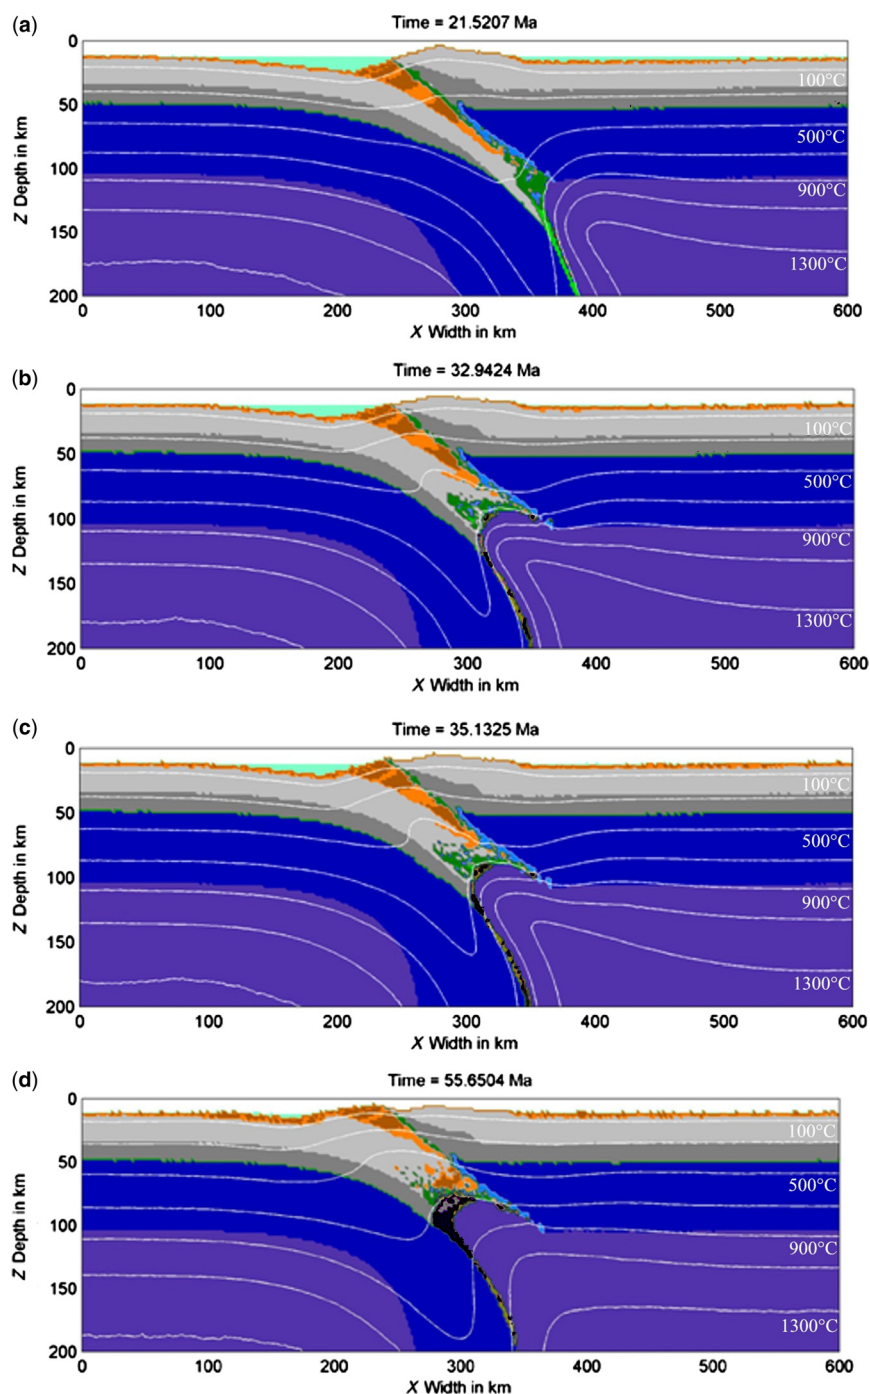 (a)
Time = 21.5207 Ma
0
50
100
150
200
Z Depth in km
100°C
500°C
900°C
1300°C
0
100
200
300
400
500
600
X Width in km
(b)
Time = 32.9424 Ma
0
50
100
150
200
Z Depth in km
100°C
500°C
900°C
1300°C
0
100
200
300
400
500
600
X Width in km
(c)
Time = 35.1325 Ma
0
50
100
150
200
Z Depth in km
100°C
500°C
900°C
1300°C
0
100
200
300
400
500
600
X Width in km
(d)
Time = 55.6504 Ma
0
50
100
150
200
Z Depth in km
100°C
500°C
900°C
1300°C
0
100
200
300
400
500
600
X Width in km